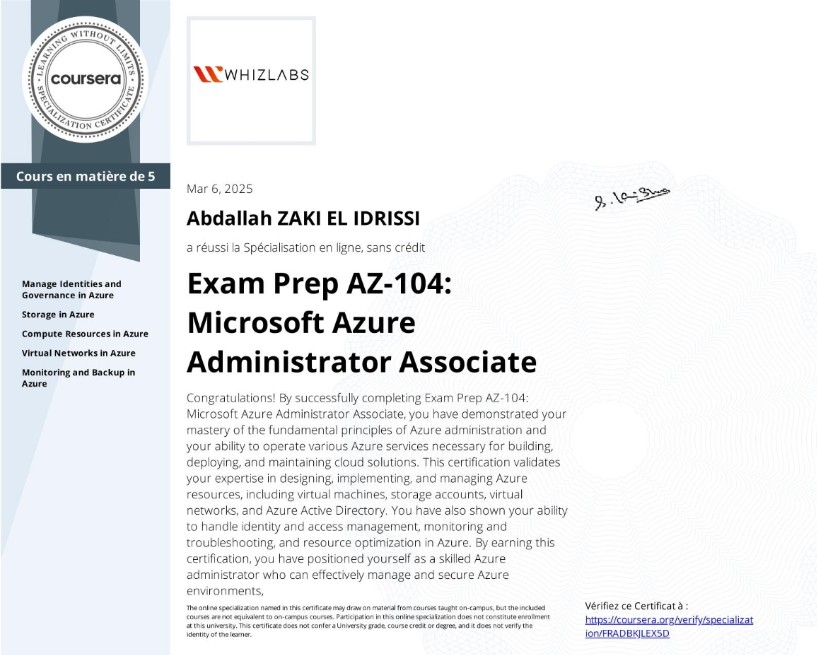 LEARNING WITHOUT LIMITS
coursera
SPECIALIZATION CERTIFICATE
WHIZLABS
Cours en matière de 5
Manage Identities and
Governance in Azure
Storage in Azure
Compute Resources in Azure
Virtual Networks in Azure
Monitoring and Backup in
Azure
Mar 6, 2025
Abdallah ZAKI EL IDRISSI
a réussi la Spécialisation en ligne, sans crédit
Exam Prep AZ-104:
Microsoft Azure
Administrator Associate
Congratulations! By successfully completing Exam Prep AZ-104:
Microsoft Azure Administrator Associate, you have demonstrated your
mastery of the fundamental principles of Azure administration and
your ability to operate various Azure services necessary for building,
deploying, and maintaining cloud solutions. This certification validates
your expertise in designing, implementing, and managing Azure
resources, including virtual machines, storage accounts, virtual
networks, and Azure Active Directory. You have also shown your ability
to handle identity and access management, monitoring and
troubleshooting, and resource optimization in Azure. By earning this
certification, you have positioned yourself as a skilled Azure
administrator who can effectively manage and secure Azure
environments,
The online specialization named in this certificate may draw on material from courses taught on-campus, but the included
courses are not equivalent to on-campus courses. Participation in this online specialization does not constitute enrollment
at this university. This certificate does not confer a University grade, course credit or degree, and it does not verify the
identity of the learner.
Vérifiez ce Certificat à :
https://coursera.org/verify/specializat
ion/FRADBKJLEX5D